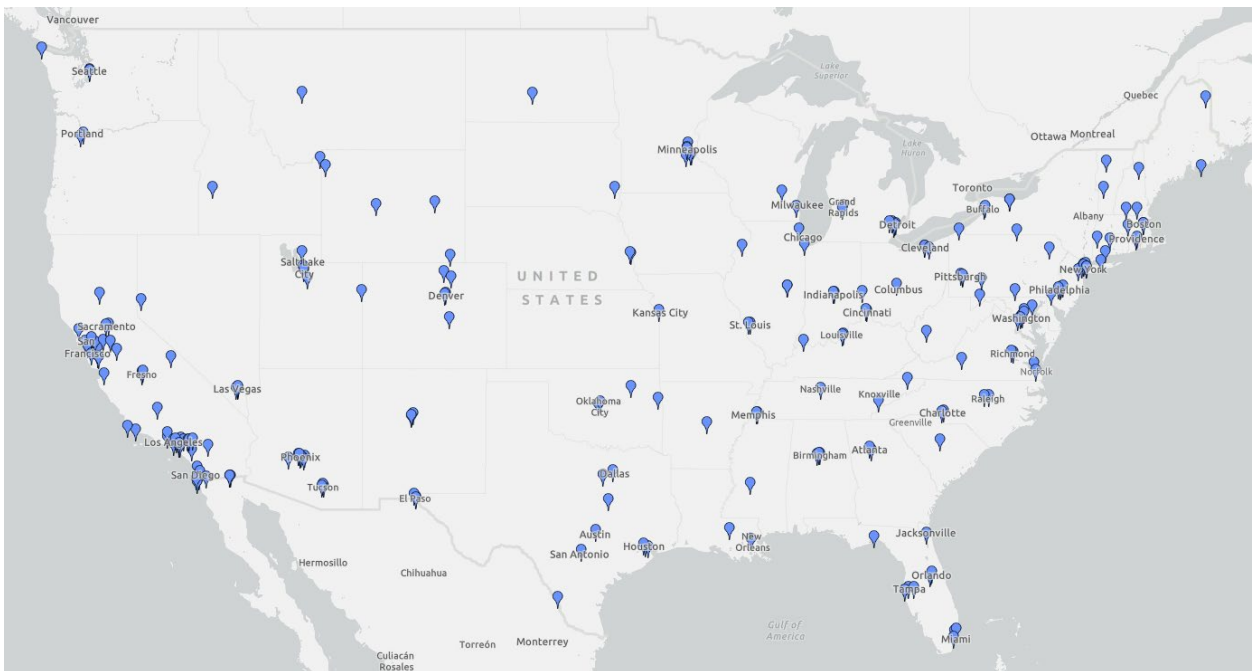 Vancouver
Seattle
Portland
Quebec
Ottawa
Montreal
Lake
Superior
Minneapolis
Lake
Huron
Toronto
Buffalo
Albany
Boston
Providence
Milwaukee
Grand
Rapids
Detroit
Chicago
Cleveland
New York
Salt Lake
City
UNITED
STATES
Denver
Pittsburgh
Philadelphia
Indianapolis
Columbus
Sacramento
San
Francisco
Kansas City
St. Louis
Cincinnati
Washington
Louisville
Richmond
Norfolk
Fresno
Las Vegas
Nashville
Knoxville
Raleigh
Oklahoma
City
Memphis
Charlotte
Greenville
Los Angeles
Phoenix
Birmingham
Atlanta
San Diego
Tucson
El Paso
Dallas
Austin
San Antonio
Houston
New
Orleans
Jacksonville
Hermosillo
Chihuahua
Orlando
Tampa
Gulf of
America
Miami
Torreón
Monterrey
Culiacán
Rosales